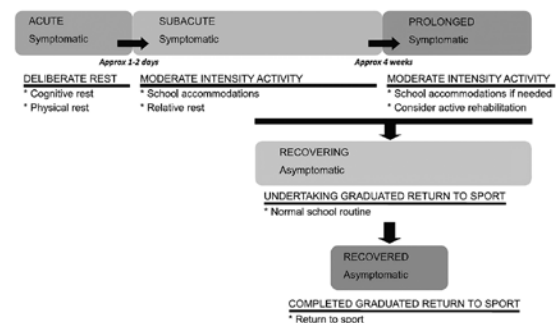 ACUTE
Symptomatic
SUBACUTE
Symptomatic
PROLONGED
Symptomatic
Approx 1-2 days
Approx 4 weeks
DELIBERATE REST
* Cognitive rest
* Physical rest
MODERATE INTENSITY ACTIVITY
* School accommodations
* Relative rest
MODERATE INTENSITY ACTIVITY
* School accommodations if needed
* Consider active rehabilitation
RECOVERING
Asymptomatic
UNDERTAKING GRADUATED RETURN TO SPORT
* Normal school routine
RECOVERED
Asymptomatic
COMPLETED GRADUATED RETURN TO SPORT
* Return to sport